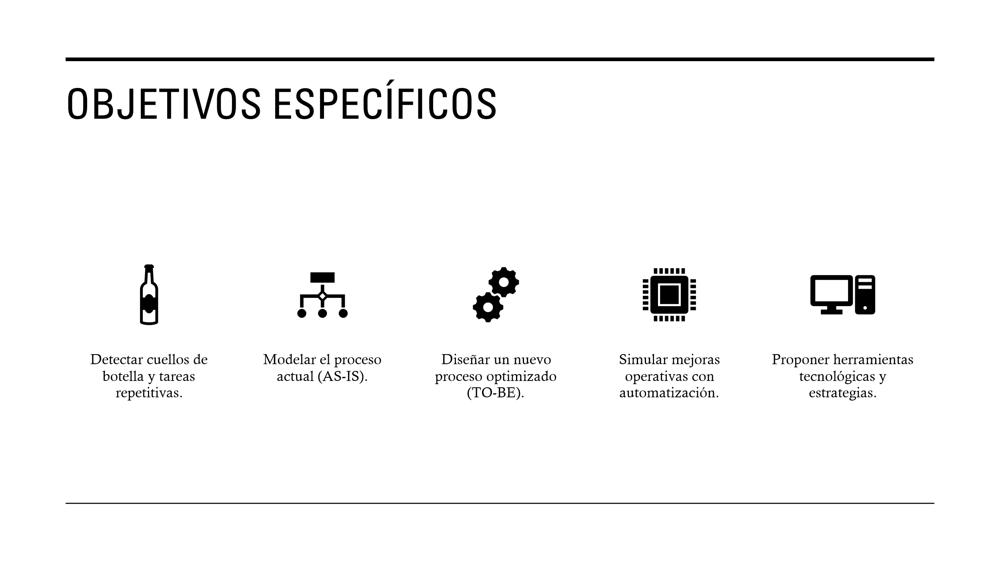 OBJETIVOS ESPECÍFICOS
Detectar cuellos de
botella y tareas
repetitivas.
Modelar el proceso
actual (AS-IS).
Diseñar un nuevo
proceso optimizado
(TO-BE).
Simular mejoras
operativas con
automatización.
Proponer herramientas
tecnológicas y
estrategias.